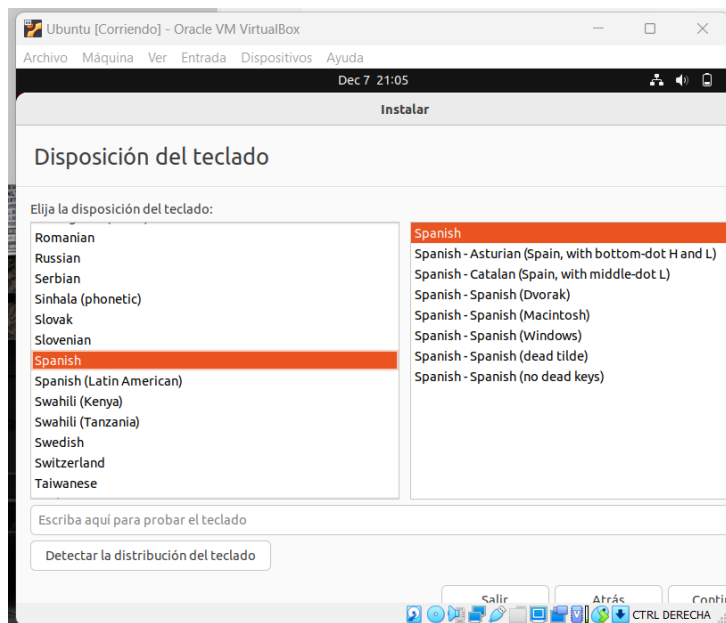 Ubuntu [Corriendo] - Oracle VM VirtualBox
Archivo Máquina Ver Entrada Dispositivos Ayuda
Dec 7 21:05
Instalar
Disposición del teclado
Elija la disposición del teclado:
Romanian
Russian
Serbian
Sinhala (phonetic)
Slovak
Slovenian
Spanish
Spanish (Latin American)
Swahili (Kenya)
Swahili (Tanzania)
Swedish
Switzerland
Taiwanese
Spanish
Spanish - Asturian (Spain, with bottom-dot H and L)
Spanish - Catalan (Spain, with middle-dot L)
Spanish - Spanish (Dvorak)
Spanish - Spanish (Macintosh)
Spanish - Spanish (Windows)
Spanish - Spanish (dead tilde)
Spanish - Spanish (no dead keys)
Escriba aquí para probar el teclado
Detectar la distribución del teclado
Salir Atrás Conti
CTRL DERECHA